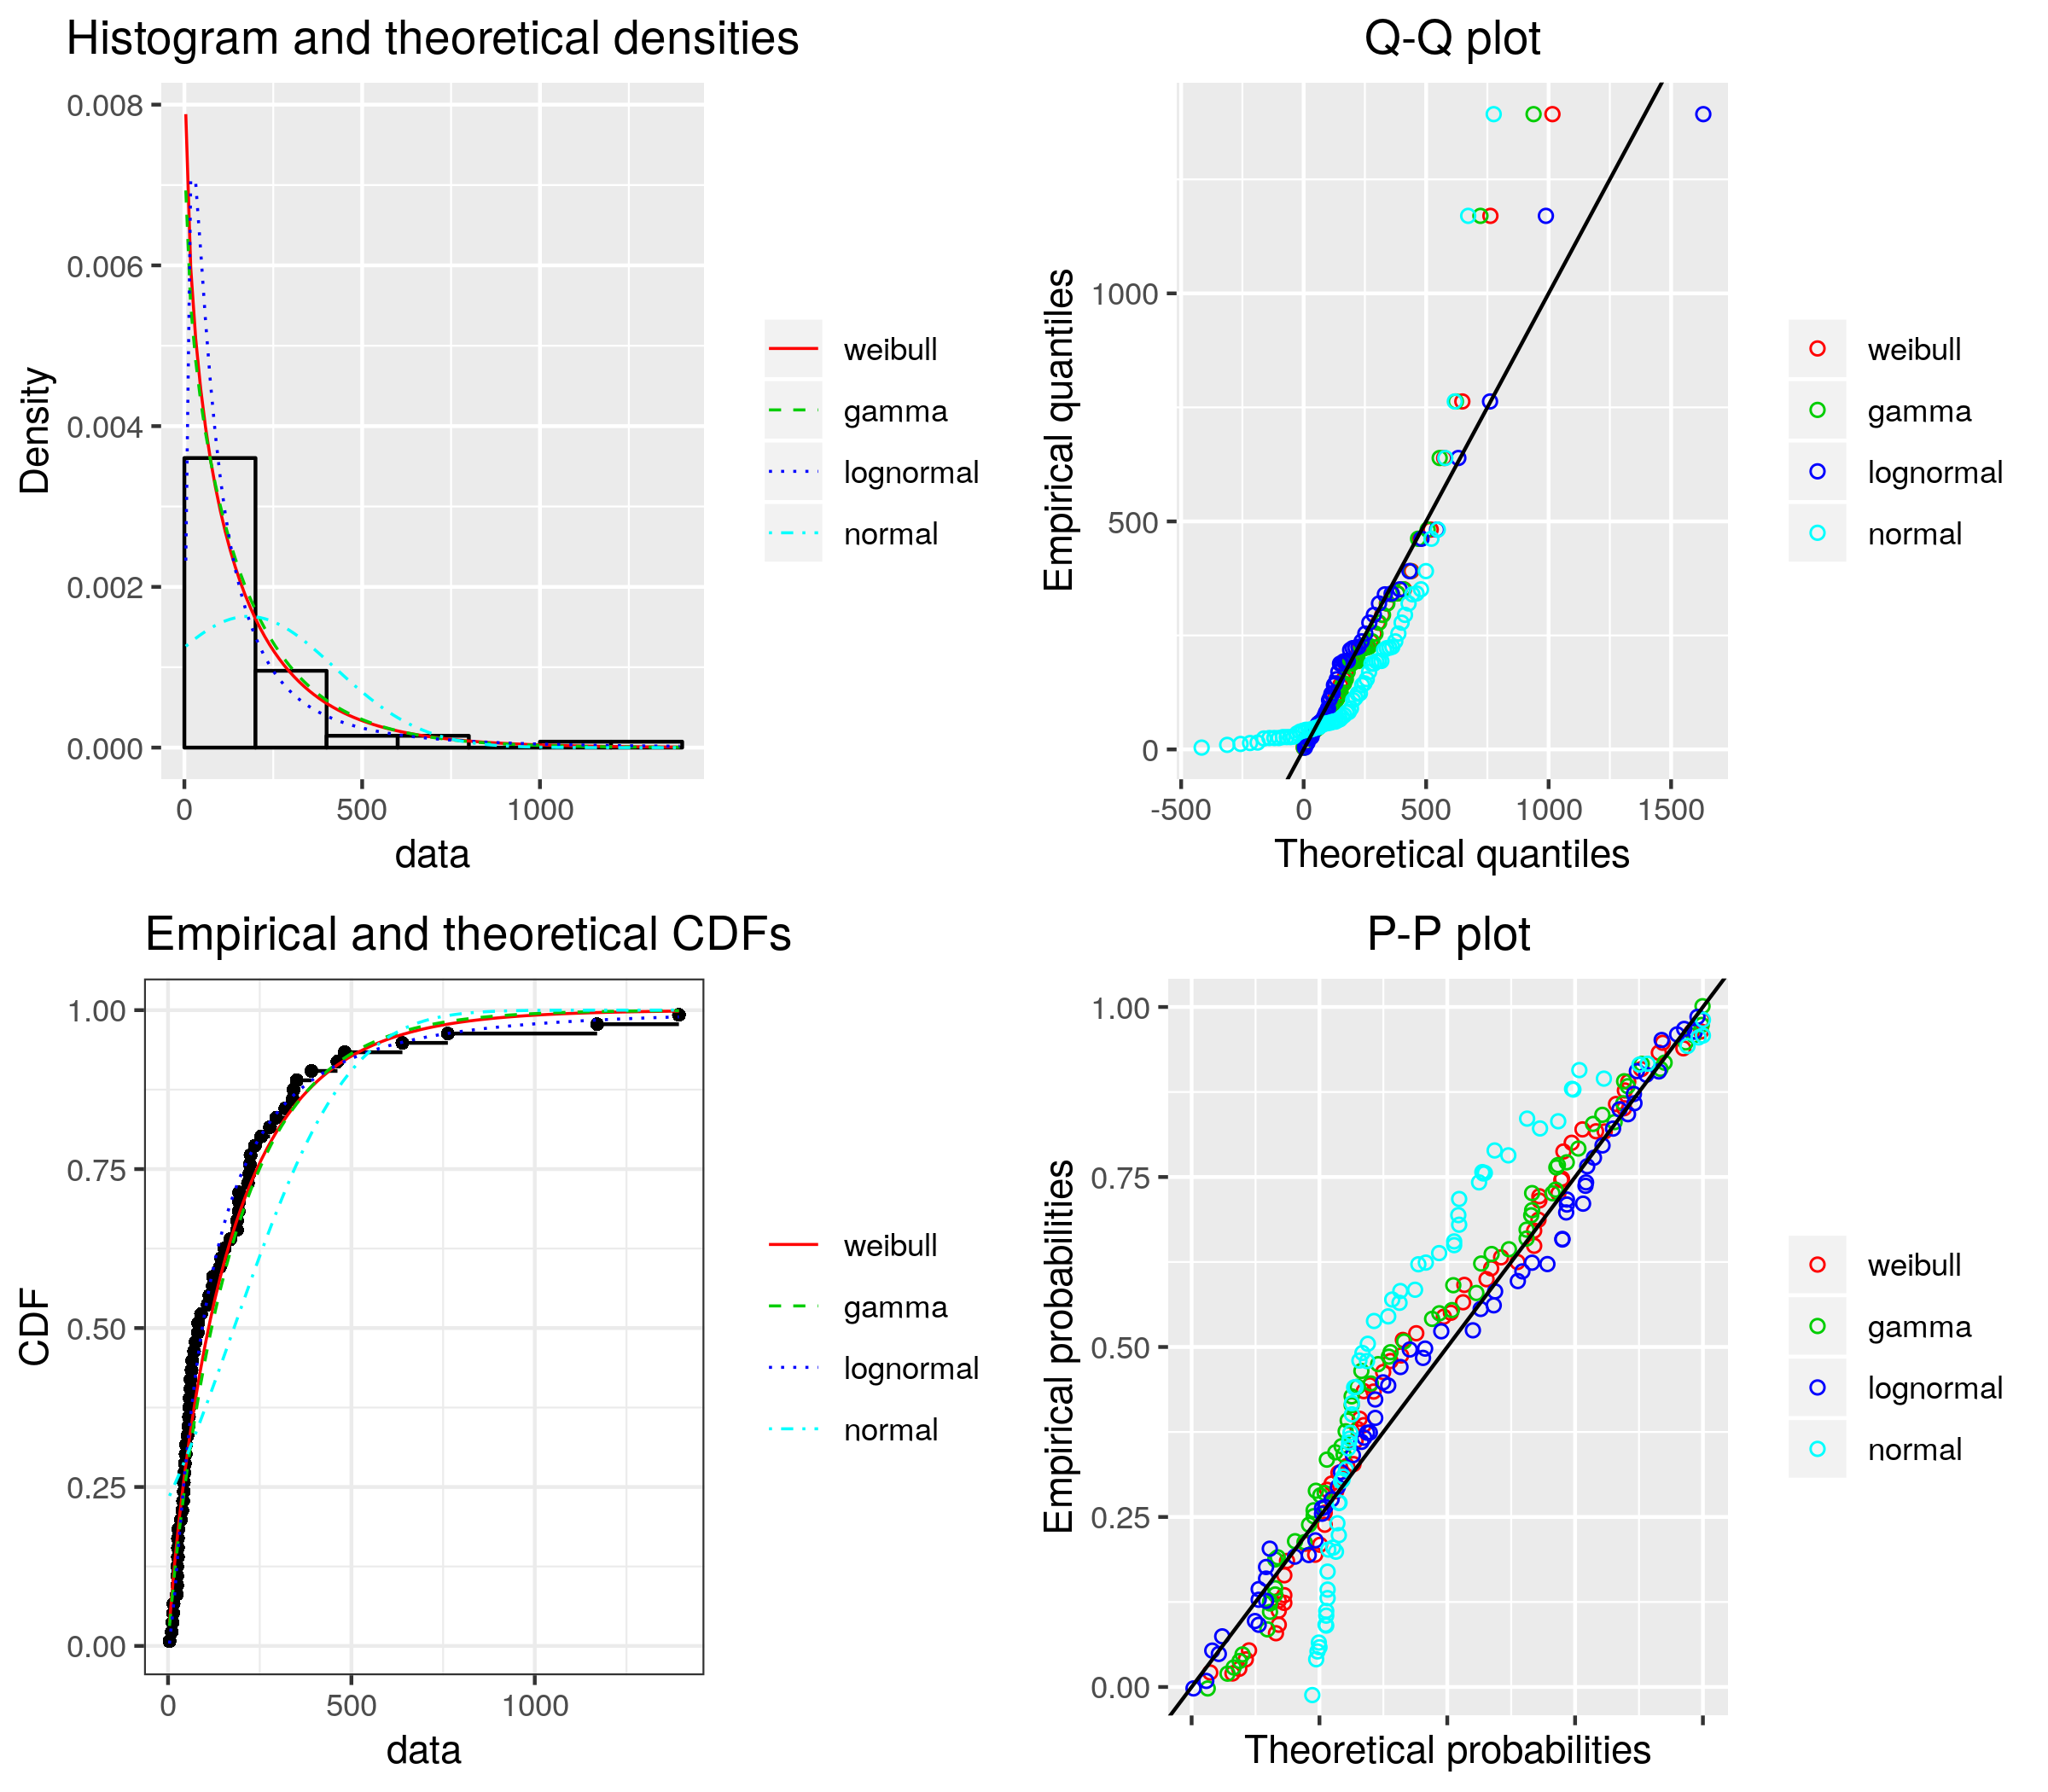 Histogram and theoretical densities
Density
0.008
0.006
0.004
0.002
0.000
0
500
1000
data
weibull
gamma
lognormal
normal
Q-Q plot
Empirical quantiles
1000
500
0
-500
0
500
1000
1500
Theoretical quantiles
weibull
gamma
lognormal
normal
Empirical and theoretical CDFs
CDF
1.00
0.75
0.50
0.25
0.00
0
500
1000
data
weibull
gamma
lognormal
normal
P-P plot
Empirical probabilities
1.00
0.75
0.50
0.25
0.00
Theoretical probabilities
weibull
gamma
lognormal
normal